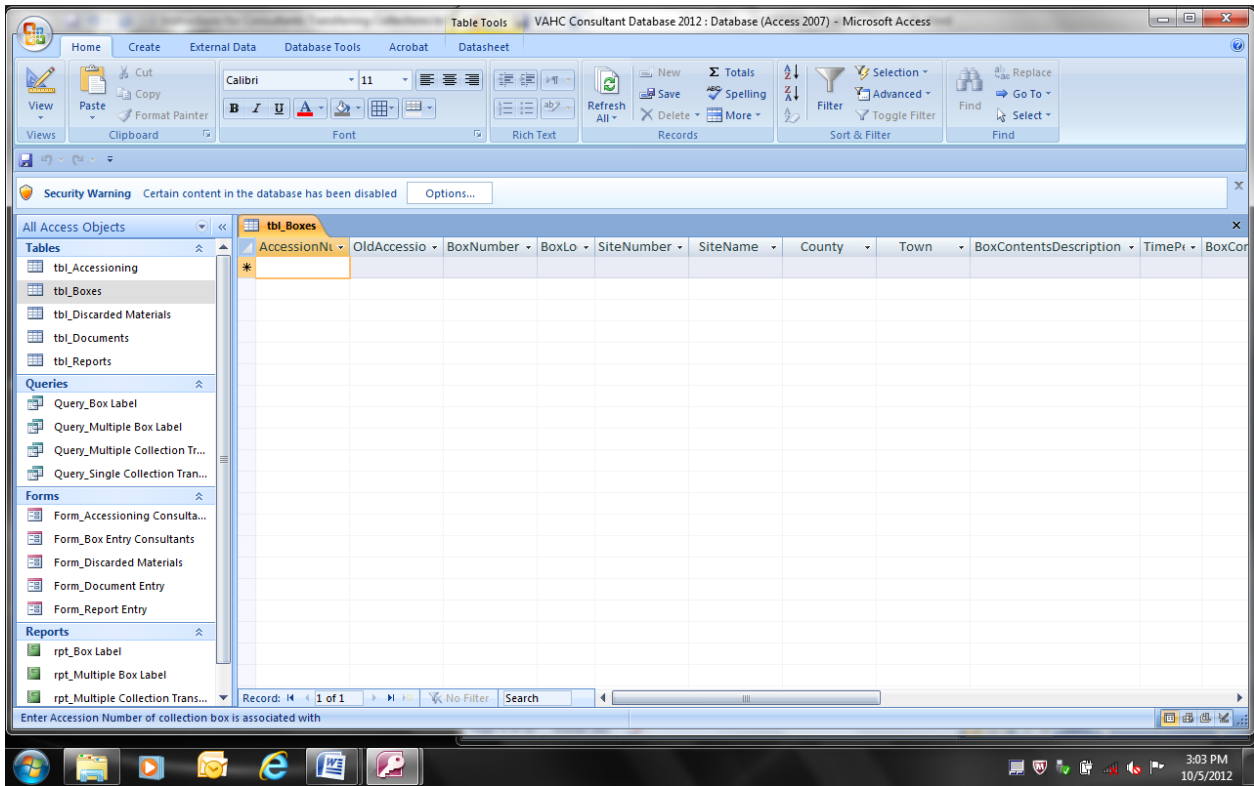 Table Tools VAHC Consultant Database 2012 : Database (Access 2007) - Microsoft Access
Home Create External Data Database Tools Acrobat Datasheet
View
Views
Paste
Cut
Copy
Format Painter
Clipboard
Calibri 11
B I U A
Font
Rich Text
Refresh All
New
Save
Delete
Σ Totals
Spelling
More
Records
Filter
Selection
Advanced
Toggle Filter
Sort & Filter
Find
Replace
Go To
Select
Find
Security Warning Certain content in the database has been disabled Options...
All Access Objects
Tables
tbl_Accessioning
tbl_Boxes
tbl_Discarded Materials
tbl_Documents
tbl_Reports
Queries
Query_Box Label
Query_Multiple Box Label
Query_Multiple Collection Tr...
Query_Single Collection Tran...
Forms
Form_Accessioning Consulta...
Form_Box Entry Consultants
Form_Discarded Materials
Form_Document Entry
Form_Report Entry
Reports
rpt_Box Label
rpt_Multiple Box Label
rpt_Multiple Collection Trans...
tbl_Boxes
AccessionNu OldAccessio BoxNumber BoxLo SiteNumber SiteName County Town BoxContentsDescription TimePe BoxCor
Record: 1 of 1 No Filter Search
Enter Accession Number of collection box is associated with
3:03 PM
10/5/2012